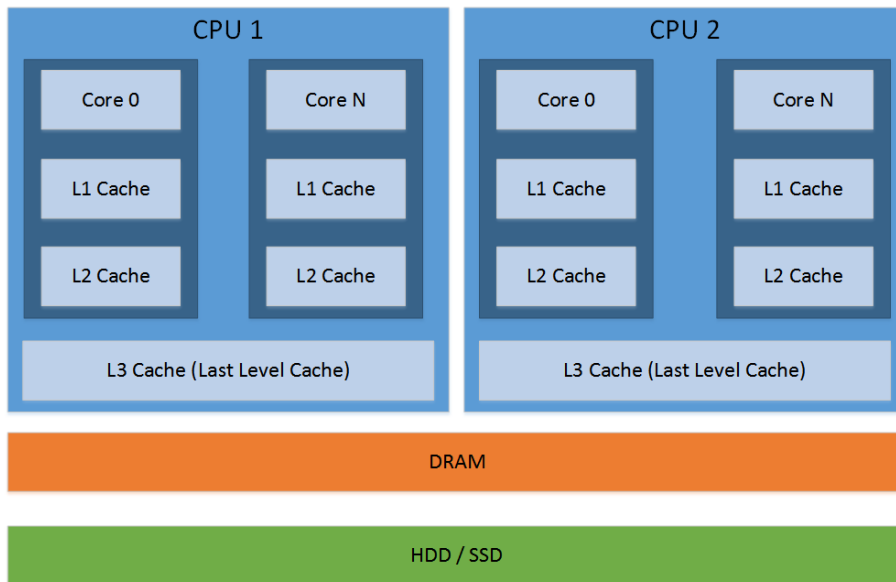 CPU 1
Core 0
L1 Cache
L2 Cache
Core N
L1 Cache
L2 Cache
L3 Cache (Last Level Cache)
CPU 2
Core 0
L1 Cache
L2 Cache
Core N
L1 Cache
L2 Cache
L3 Cache (Last Level Cache)
DRAM
HDD / SSD